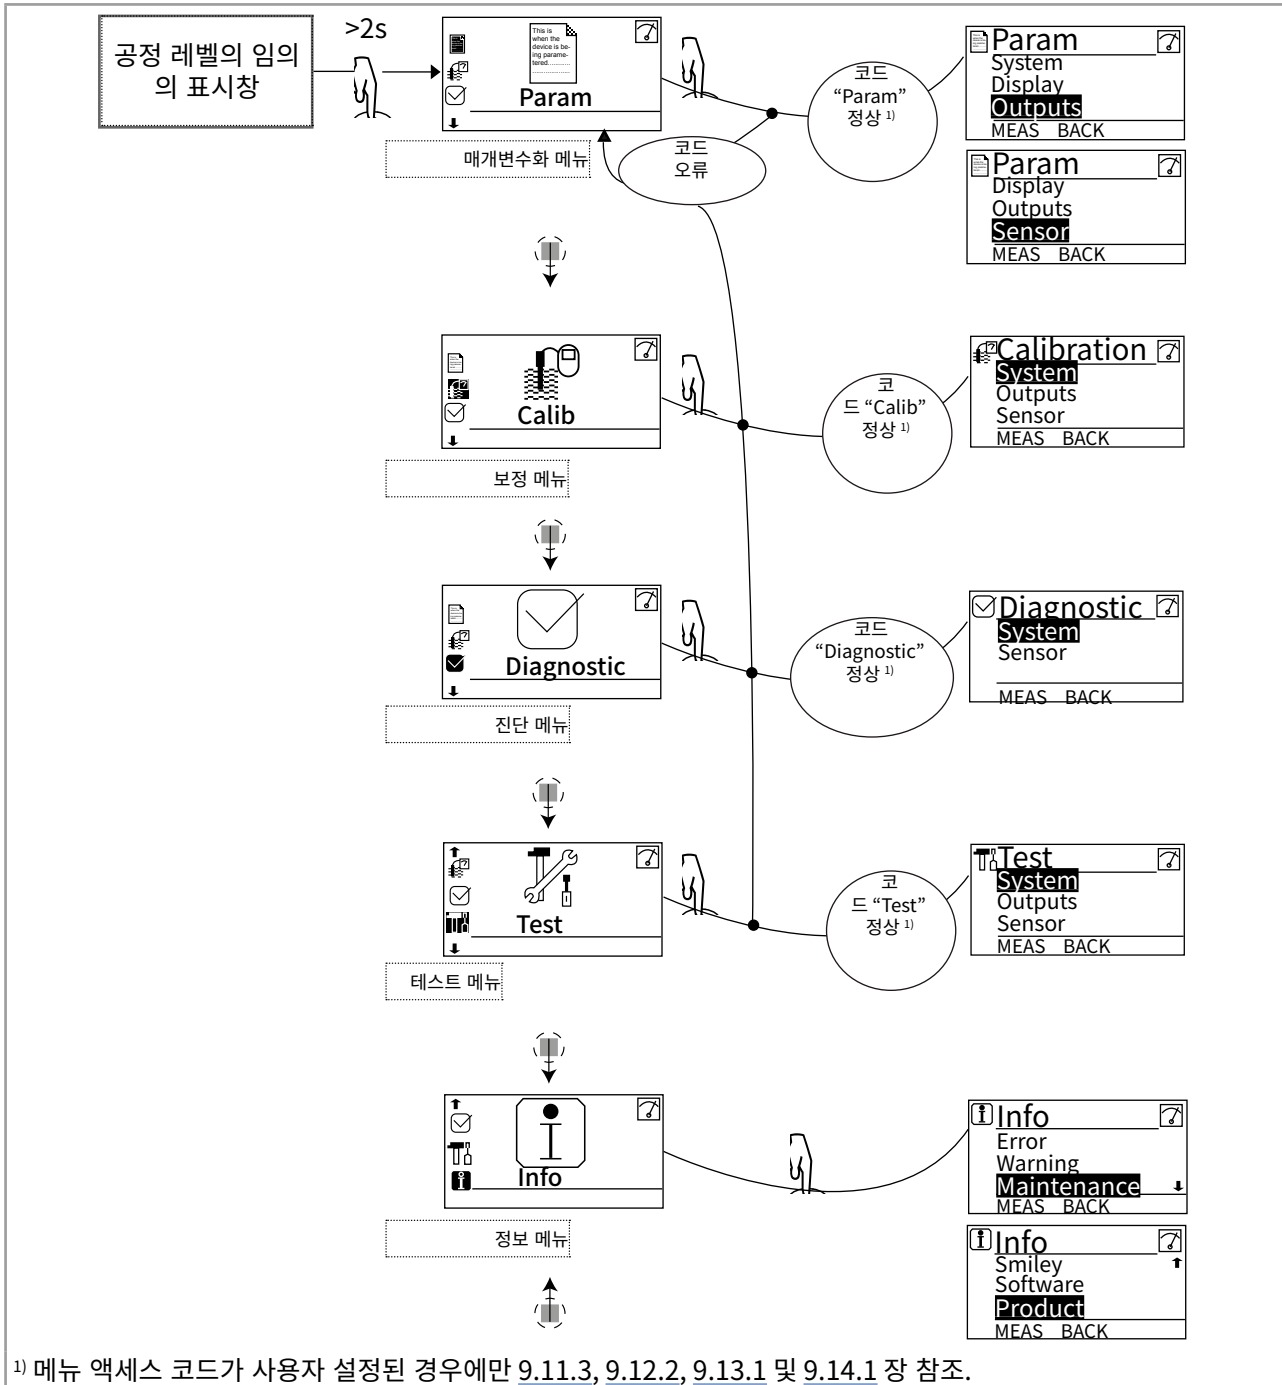 공정 레벨의 임의
의 표시창
>2s
This is
when the
device is be-
ing parame-
tered............
Param
매개변수화 메뉴
코드
오류
코드
“Param”
정상 1)
Param
System
Display
Outputs
MEAS BACK
Param
Display
Outputs
Sensor
MEAS BACK
Calib
보정 메뉴
코
드 “Calib”
정상 1)
Calibration
System
Outputs
Sensor
MEAS BACK
Diagnostic
진단 메뉴
코드
“Diagnostic”
정상 1)
Diagnostic
System
Sensor
MEAS BACK
Test
테스트 메뉴
코
드 “Test”
정상 1)
Test
System
Outputs
Sensor
MEAS BACK
Info
정보 메뉴
Info
Error
Warning
Maintenance
MEAS BACK
Info
Smiley
Software
Product
MEAS BACK
1) 메뉴 액세스 코드가 사용자 설정된 경우에만 9.11.3, 9.12.2, 9.13.1 및 9.14.1 장 참조.